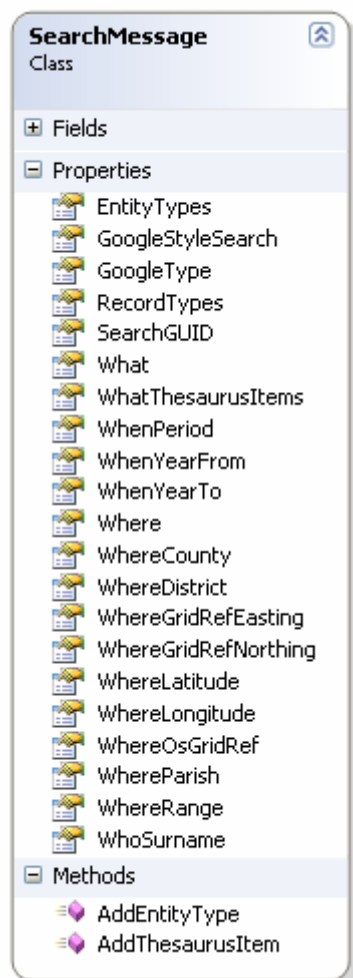 SearchMessage
Class
Fields
Properties
EntityTypes
GoogleStyleSearch
GoogleType
RecordTypes
SearchGUID
What
WhatThesaurusItems
WhenPeriod
WhenYearFrom
WhenYearTo
Where
WhereCounty
WhereDistrict
WhereGridRefEasting
WhereGridRefNorthing
WhereLatitude
WhereLongitude
WhereOsGridRef
WhereParish
WhereRange
WhoSurname
Methods
AddEntityType
AddThesaurusItem